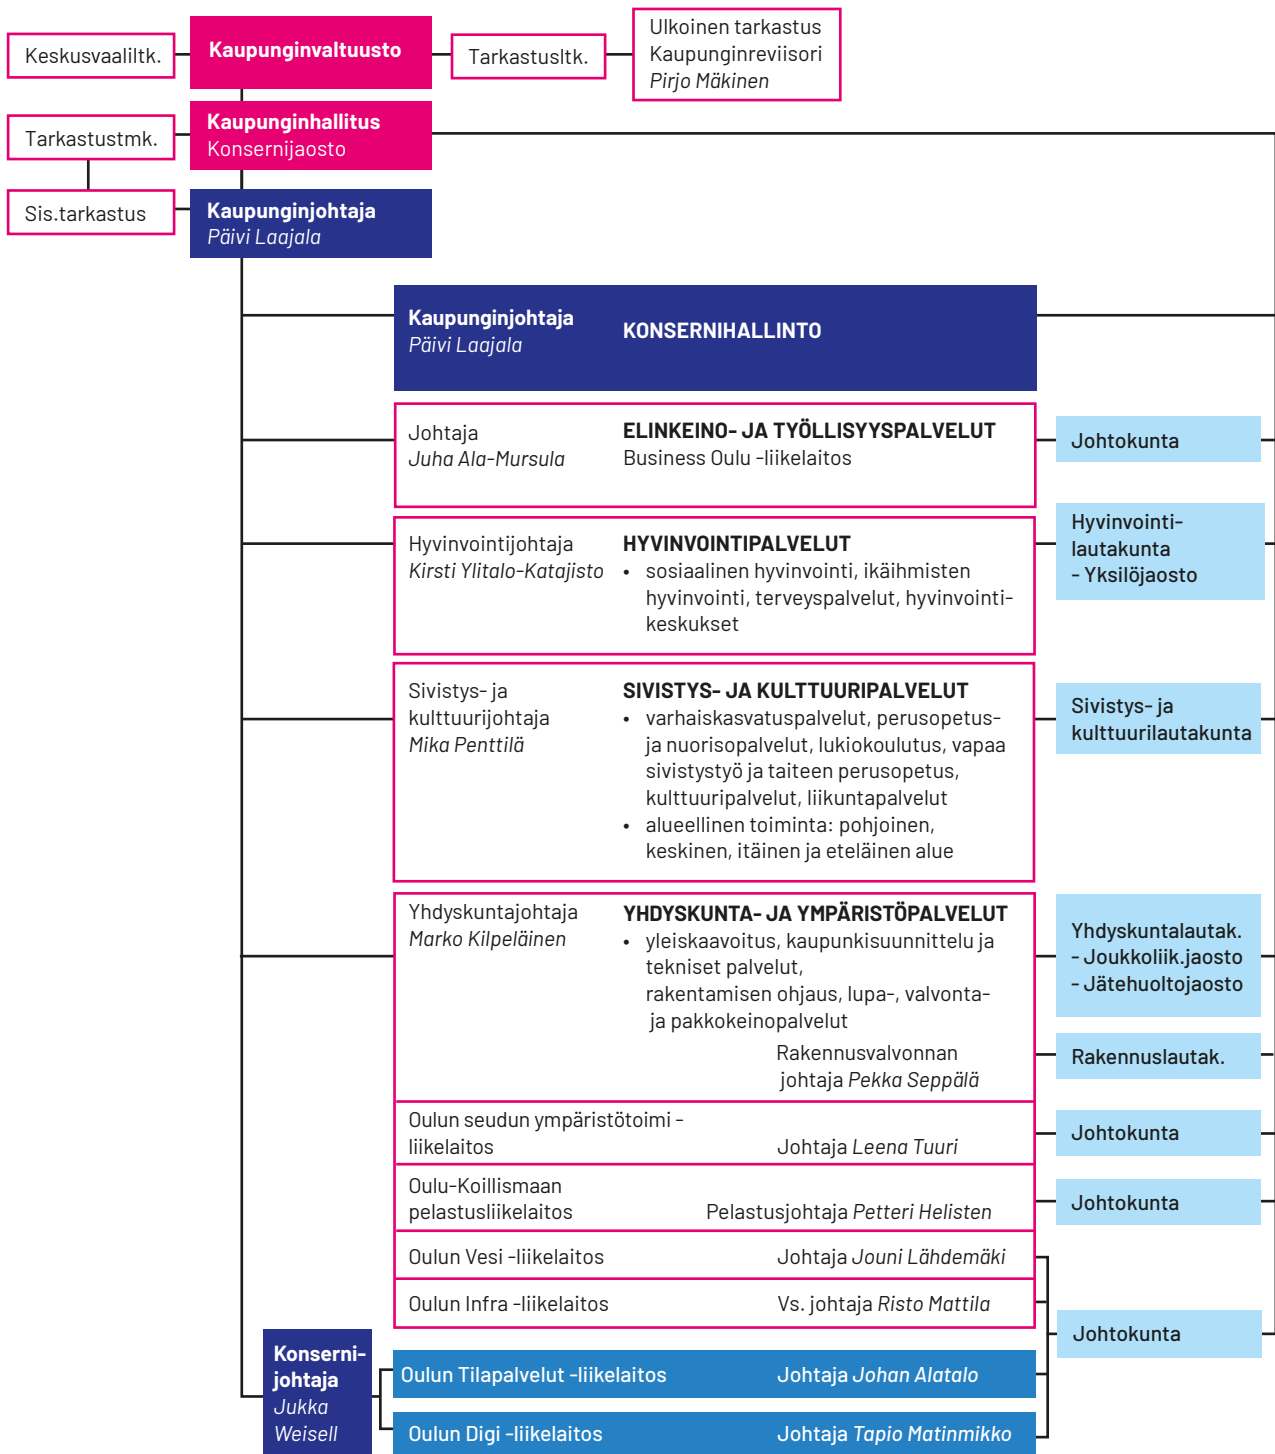 Keskusvaaliltk.
Kaupunginvaltuusto
Tarkastusltk.
Ulkoinen tarkastus
Kaupunginreviisori
Pirjo Mäkinen
Tarkastustmk.
Kaupunginhallitus
Konsernijaosto
Sis.tarkastus
Kaupunginjohtaja
Päivi Laajala
Kaupunginjohtaja
Päivi Laajala
KONSERNIHALLINTO
Johtaja
Juha Ala-Mursula
ELINKEINO- JA TYÖLLISYYSPALVELUT
Business Oulu -liikelaitos
Johtokunta
Hyvinvointijohtaja
Kirsti Ylitalo-Katajisto
HYVINVOINTIPALVELUT
• sosiaalinen hyvinvointi, ikäihmisten
hyvinvointi, terveyspalvelut, hyvinvointi-
keskukset
Hyvinvointi-
lautakunta
- Yksilöjaosto
Sivistys- ja
kulttuurijohtaja
Mika Penttilä
SIVISTYS- JA KULTTUURIPALVELUT
• varhaiskasvatuspalvelut, perusopetus-
ja nuorisopalvelut, lukiokoulutus, vapaa
sivistystyö ja taiteen perusopetus,
kulttuuripalvelut, liikuntapalvelut
• alueellinen toiminta: pohjoinen,
keskinen, itäinen ja eteläinen alue
Sivistys- ja
kulttuurilautakunta
Yhdyskuntajohtaja
Marko Kilpeläinen
YHDYSKUNTA- JA YMPÄRISTÖPALVELUT
• yleiskaavoitus, kaupunkisuunnittelu ja
tekniset palvelut,
rakentamisen ohjaus, lupa-, valvonta-
ja pakkokeinopalvelut
Rakennusvalvonnan
johtaja Pekka Seppälä
Yhdyskuntalautak.
- Joukkoliik.jaosto
- Jätehuoltojaosto
Rakennuslautak.
Oulun seudun ympäristötoimi -
liikelaitos
Johtaja Leena Tuuri
Johtokunta
Oulu-Koillismaan
pelastusliikelaitos
Pelastusjohtaja Petteri Helisten
Johtokunta
Oulun Vesi -liikelaitos
Johtaja Jouni Lähdemäki
Oulun Infra -liikelaitos
Vs. johtaja Risto Mattila
Johtokunta
Konserni-
johtaja
Jukka
Weisell
Oulun Tilapalvelut -liikelaitos
Johtaja Johan Alatalo
Oulun Digi -liikelaitos
Johtaja Tapio Matinmikko